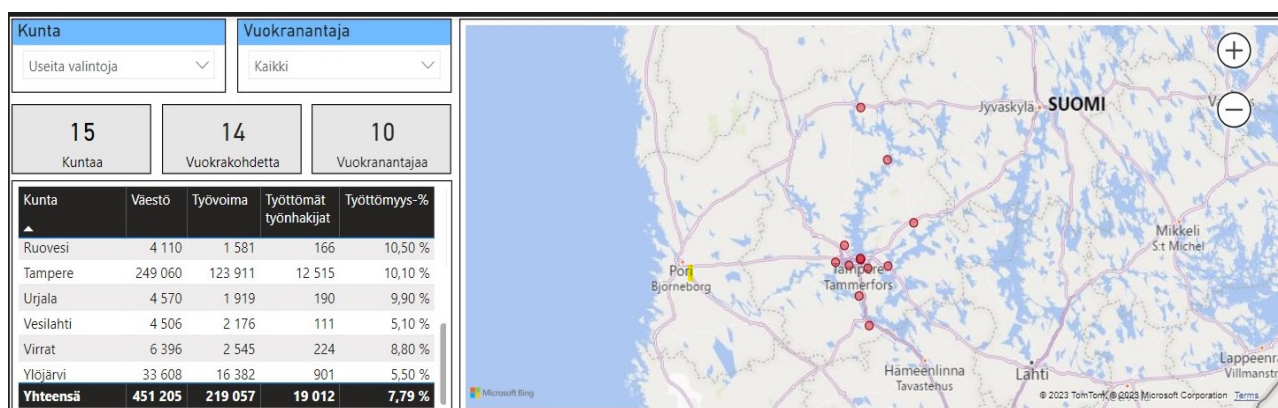 Kunta
Useita valintoja
Vuokranantaja
Kaikki
15
Kuntaa
14
Vuokrakohdetta
10
Vuokranantajaa
Kunta Väestö Työvoima Työttömät työnhakijat Työttömyys-%
Ruovesi 4 110 1 581 166 10,50 %
Tampere 249 060 123 911 12 515 10,10 %
Urjala 4 570 1 919 190 9,90 %
Vesilahti 4 506 2 176 111 5,10 %
Virrat 6 396 2 545 224 8,80 %
Ylöjärvi 33 608 16 382 901 5,50 %
Yhteensä 451 205 219 057 19 012 7,79 %
Jyväskylä
SUOMI
Mikkeli
S:t Michel
Pori
Björneborg
Tampere
Tammerfors
Hämeenlinna
Tavastehus
Lahti
Lappeenra
Villmanstr
Microsoft Bing
© 2023 TomTom, © 2023 Microsoft Corporation Terms